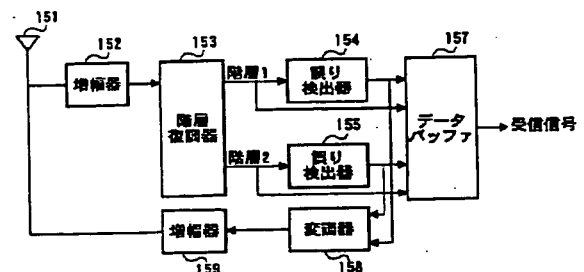 151
152
153
154
157
増幅器
階層
復調器
階層1
誤り
検出器
データ
バッファ
受信信号
155
階層2
誤り
検出器
増幅器
変調器
159
158